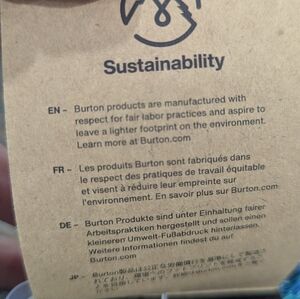 Sustainability
EN – Burton products are manufactured with
respect for fair labor practices and aspire to
leave a lighter footprint on the environment.
Learn more at Burton.com
FR – Les produits Burton sont fabriqués dans
le respect des pratiques de travail équitable
et visent à réduire leur empreinte sur
l'environnement. En savoir plus sur Burton.com
DE – Burton Produkte sind unter Einhaltung fairer
Arbeitspraktiken hergestellt und sollen einen
kleineren Umwelt-Fußabdruck hinterlassen.
Weitere Informationen findest du auf
Burton.com
JP – Burton